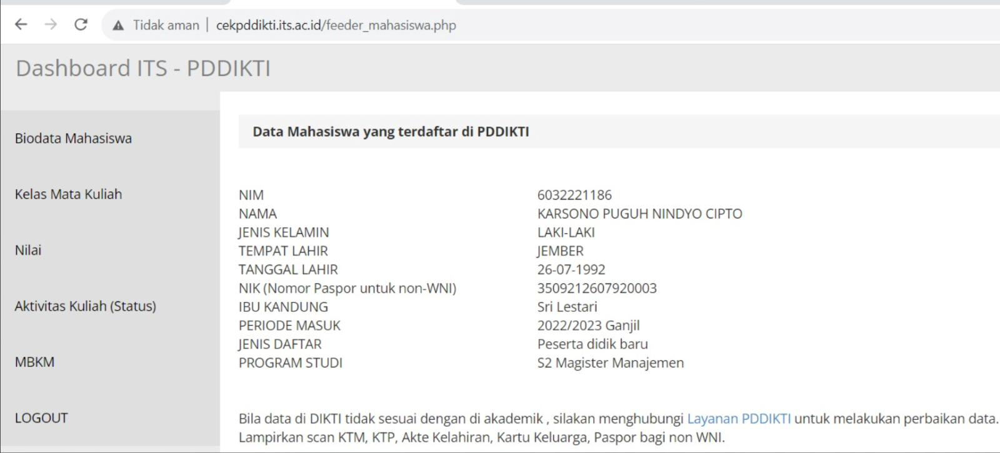 Tidak aman | cekpddikti.its.ac.id/feeder_mahasiswa.php
Dashboard ITS - PDDIKTI
Biodata Mahasiswa
Kelas Mata Kuliah
Nilai
Aktivitas Kuliah (Status)
MBKM
LOGOUT
Data Mahasiswa yang terdaftar di PDDIKTI
NIM 6032221186
NAMA KARSONO PUGUH NINDYO CIPTO
JENIS KELAMIN LAKI-LAKI
TEMPAT LAHIR JEMBER
TANGGAL LAHIR 26-07-1992
NIK (Nomor Paspor untuk non-WNI) 3509212607920003
IBU KANDUNG Sri Lestari
PERIODE MASUK 2022/2023 Ganjil
JENIS DAFTAR Peserta didik baru
PROGRAM STUDI S2 Magister Manajemen
Bila data di DIKTI tidak sesuai dengan di akademik , silakan menghubungi Layanan PDDIKTI untuk melakukan perbaikan data.
Lampirkan scan KTM, KTP, Akte Kelahiran, Kartu Keluarga, Paspor bagi non WNI.